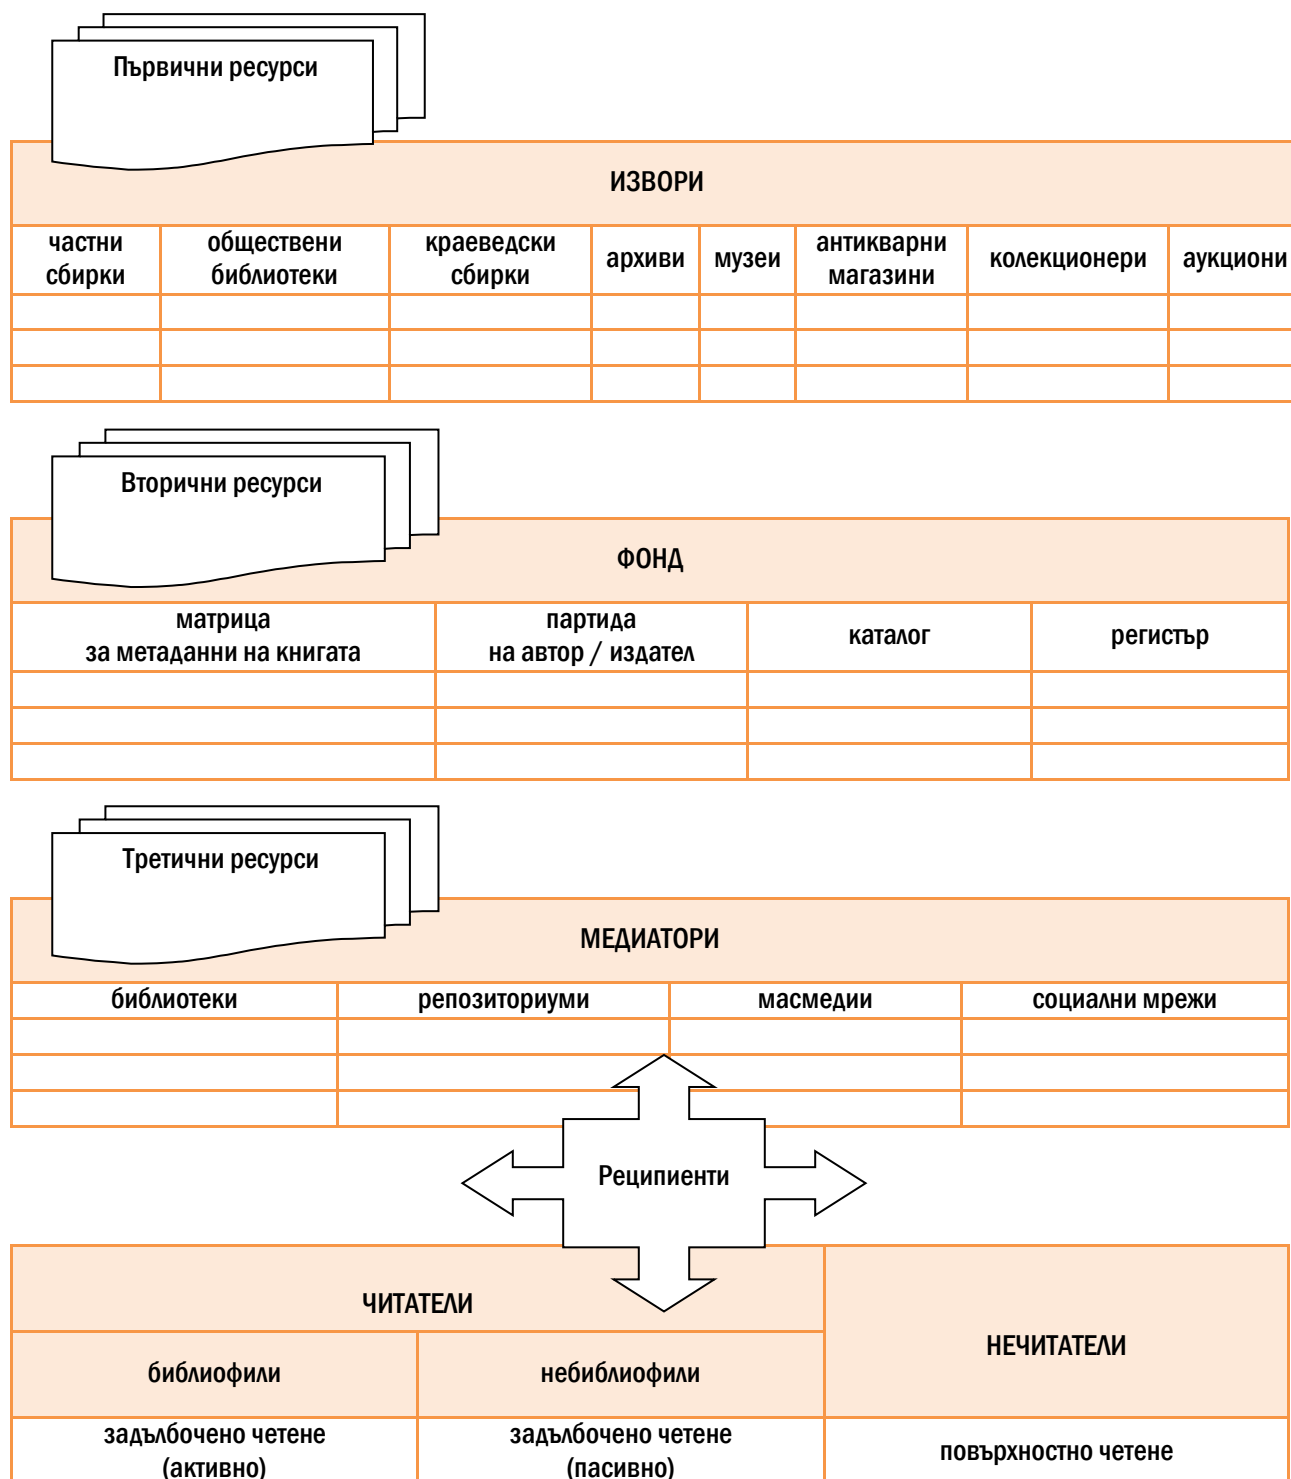 Първични ресурси
ИЗВОРИ
частни сбирки
обществени библиотеки
краеведски сбирки
архиви
музеи
антикварни магазини
колекционери
аукциони
Вторични ресурси
ФОНД
матрица
за метаданни на книгата
партида
на автор / издател
каталог
регистър
Третични ресурси
МЕДИАТОРИ
библиотеки
репозиториуми
масмедии
социални мрежи
Реципиенти
ЧИТАТЕЛИ
НЕЧИТАТЕЛИ
библиофили
небиблиофили
задълбочено четене
(активно)
задълбочено четене
(пасивно)
повърхностно четене